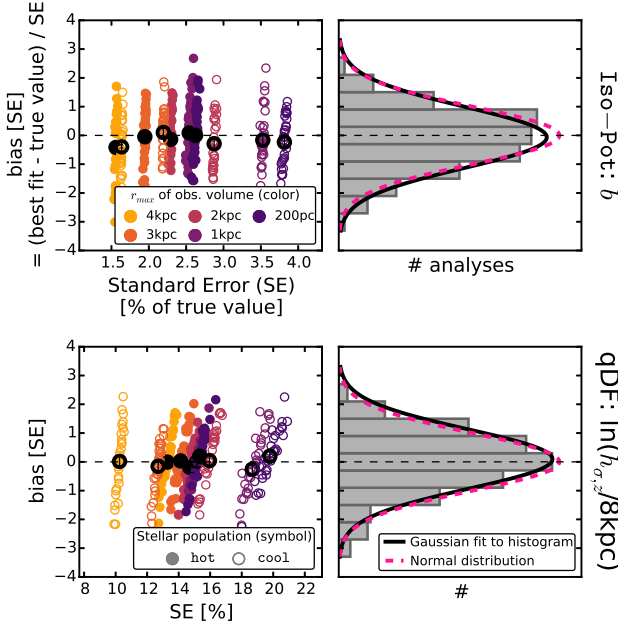 = (best fit - true value) / SE
bias [SE]
4
3
2
1
0
−1
−2
−3
−4
r_max of obs. volume (color)
4kpc 2kpc 200pc
3kpc 1kpc
1.5 2.0 2.5 3.0 3.5 4.0
Standard Error (SE)
[% of true value]
# analyses
Iso−Pot: b
bias [SE]
4
3
2
1
0
−1
−2
−3
−4
Stellar population (symbol)
hot cool
8 10 12 14 16 18 20 22
SE [%]
Gaussian fit to histogram
Normal distribution
#
qDF: ln(h_σ,z/8kpc)